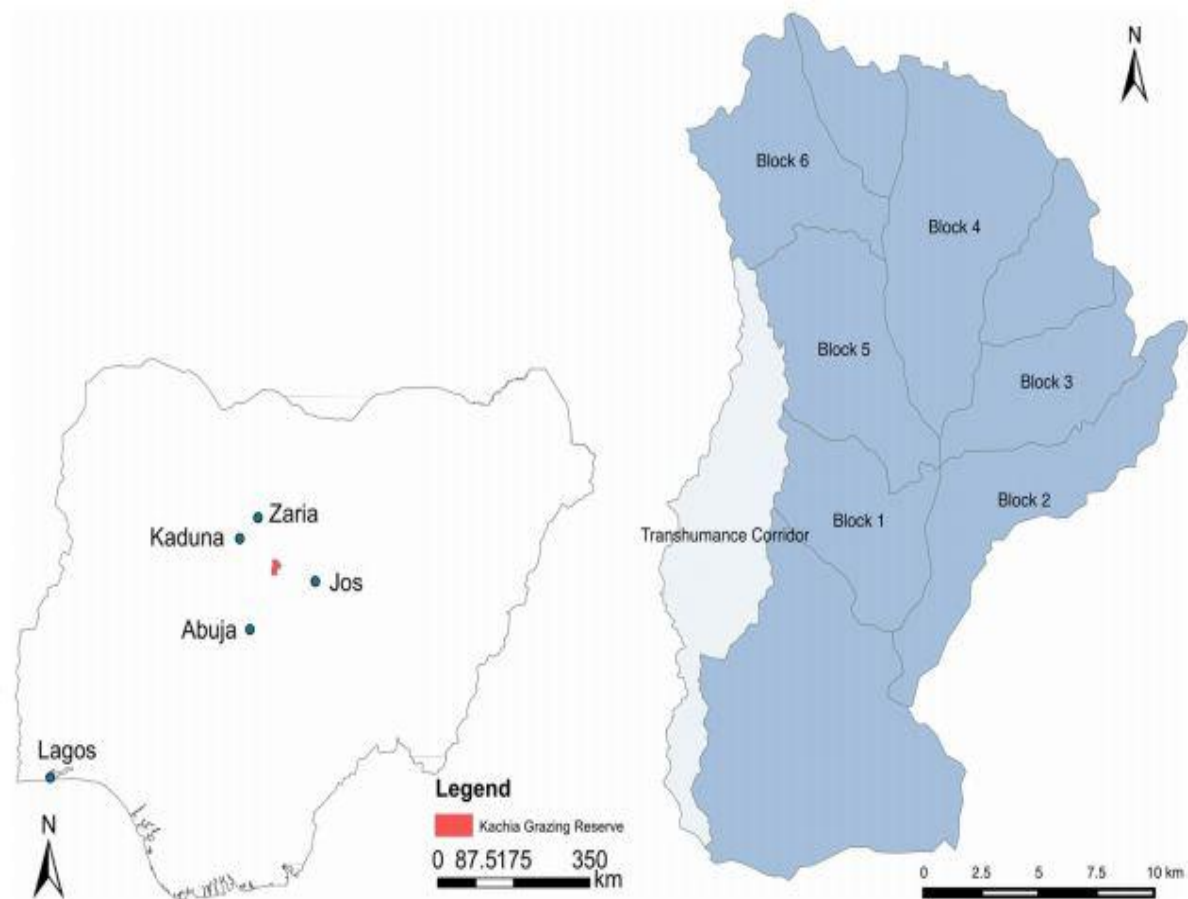 Zaria
Kaduna
Jos
Abuja
Lagos
N
Legend
Kachia Grazing Reserve
0 87.5175 350
km
N
Block 6
Block 4
Block 5
Block 3
Block 2
Block 1
Transhumance Corridor
0 2.5 5 7.5 10 km